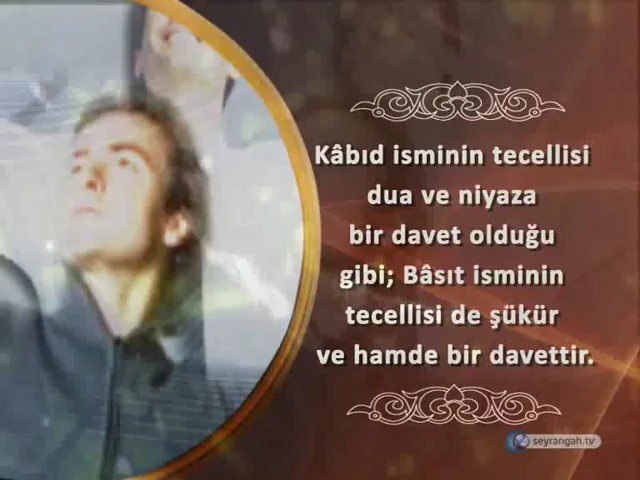 Kâbıd isminin tecellisi
dua ve niyaza
bir davet olduğu
gibi; Bâsıt isminin
tecellisi de şükür
ve hamde bir davettir.
seyrangah.tv